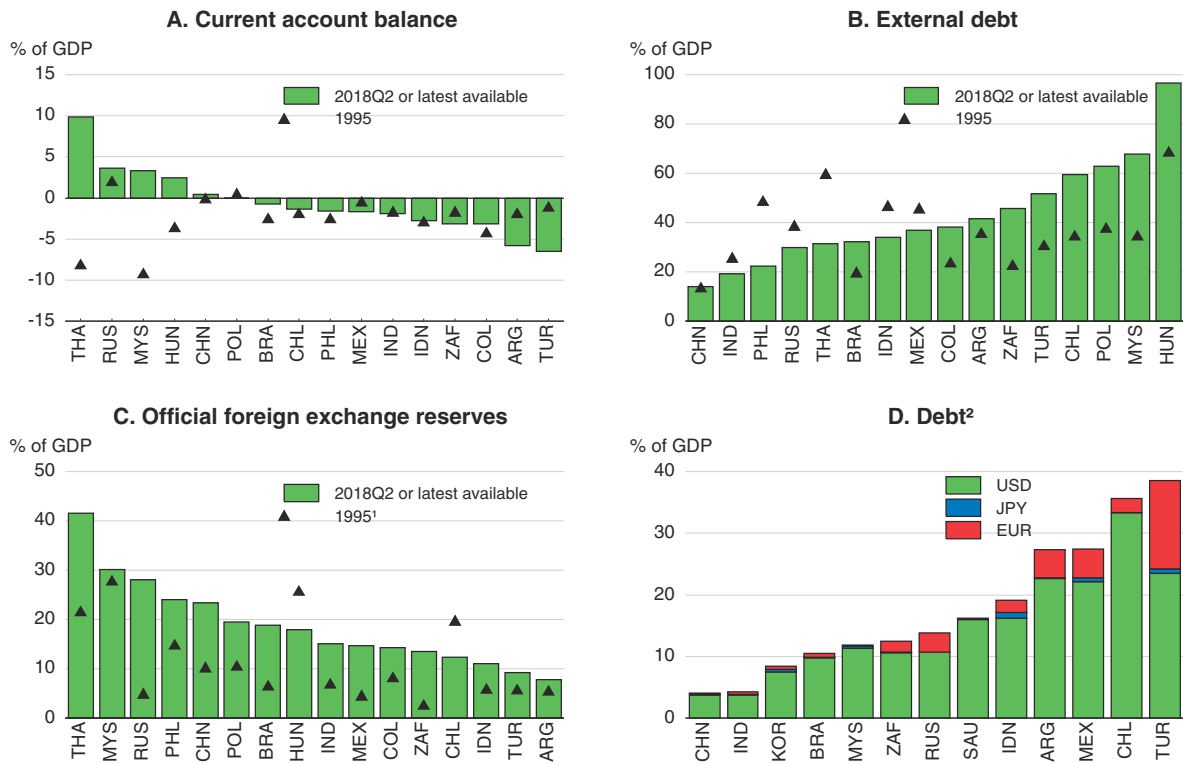 A. Current account balance
% of GDP
15
10
5
0
-5
-10
-15
2018Q2 or latest available
1995
THA
RUS
MYS
HUN
CHN
POL
BRA
CHL
PHL
MEX
IND
IDN
ZAF
COL
ARG
TUR
B. External debt
% of GDP
100
80
60
40
20
0
2018Q2 or latest available
1995
CHN
IND
PHL
RUS
THA
BRA
IDN
MEX
COL
ARG
ZAF
TUR
CHL
POL
MYS
HUN
C. Official foreign exchange reserves
% of GDP
50
40
30
20
10
0
2018Q2 or latest available
1995¹
THA
MYS
RUS
PHL
CHN
POL
BRA
HUN
IND
MEX
COL
ZAF
CHL
IDN
TUR
ARG
D. Debt²
% of GDP
40
30
20
10
0
USD
JPY
EUR
CHN
IND
KOR
BRA
MYS
ZAF
RUS
SAU
IDN
ARG
MEX
CHL
TUR